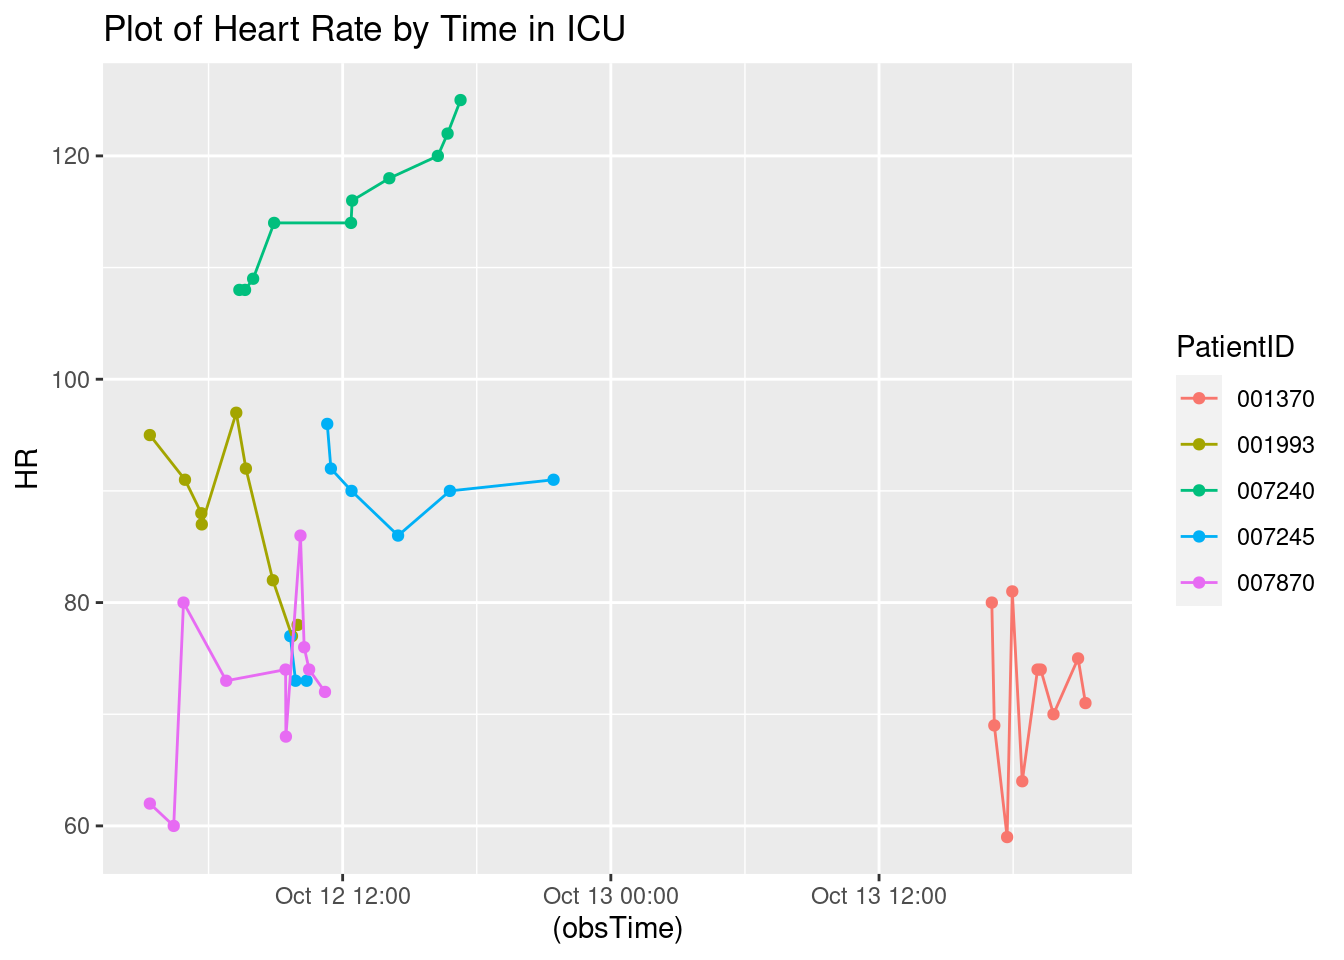 Plot of Heart Rate by Time in ICU
120
100
80
60
HR
Oct 12 12:00
Oct 13 00:00
Oct 13 12:00
(obsTime)
PatientID
001370
001993
007240
007245
007870